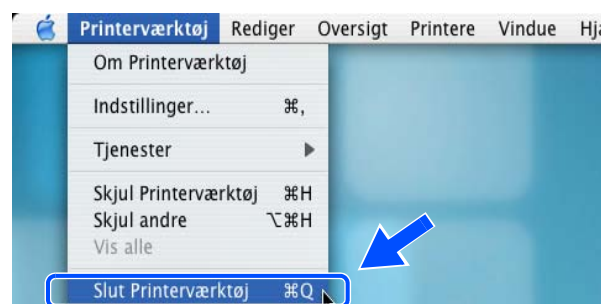 Printerværktøj Rediger Oversigt Printere Vindue
Om Printerværktøj
Indstillinger... ⌘,
Tjenester
Skjul Printerværktøj ⌘H
Skjul andre ⌥⌘H
Vis alle
Slut Printerværktøj ⌘Q